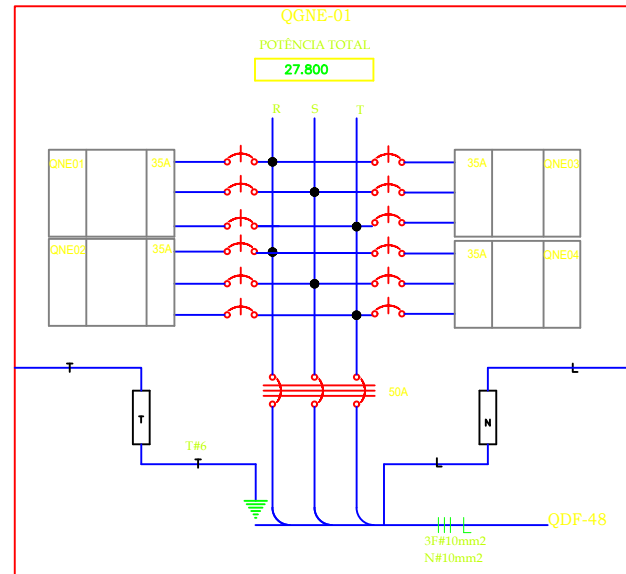 QGNE-01
POTÊNCIA TOTAL
27.800
R S T
QNE01 35A 35A QNE03
QNE02 35A 35A QNE04
T L
50A
T N
T#6
T L
QDF-48
3F#10mm2
N#10mm2